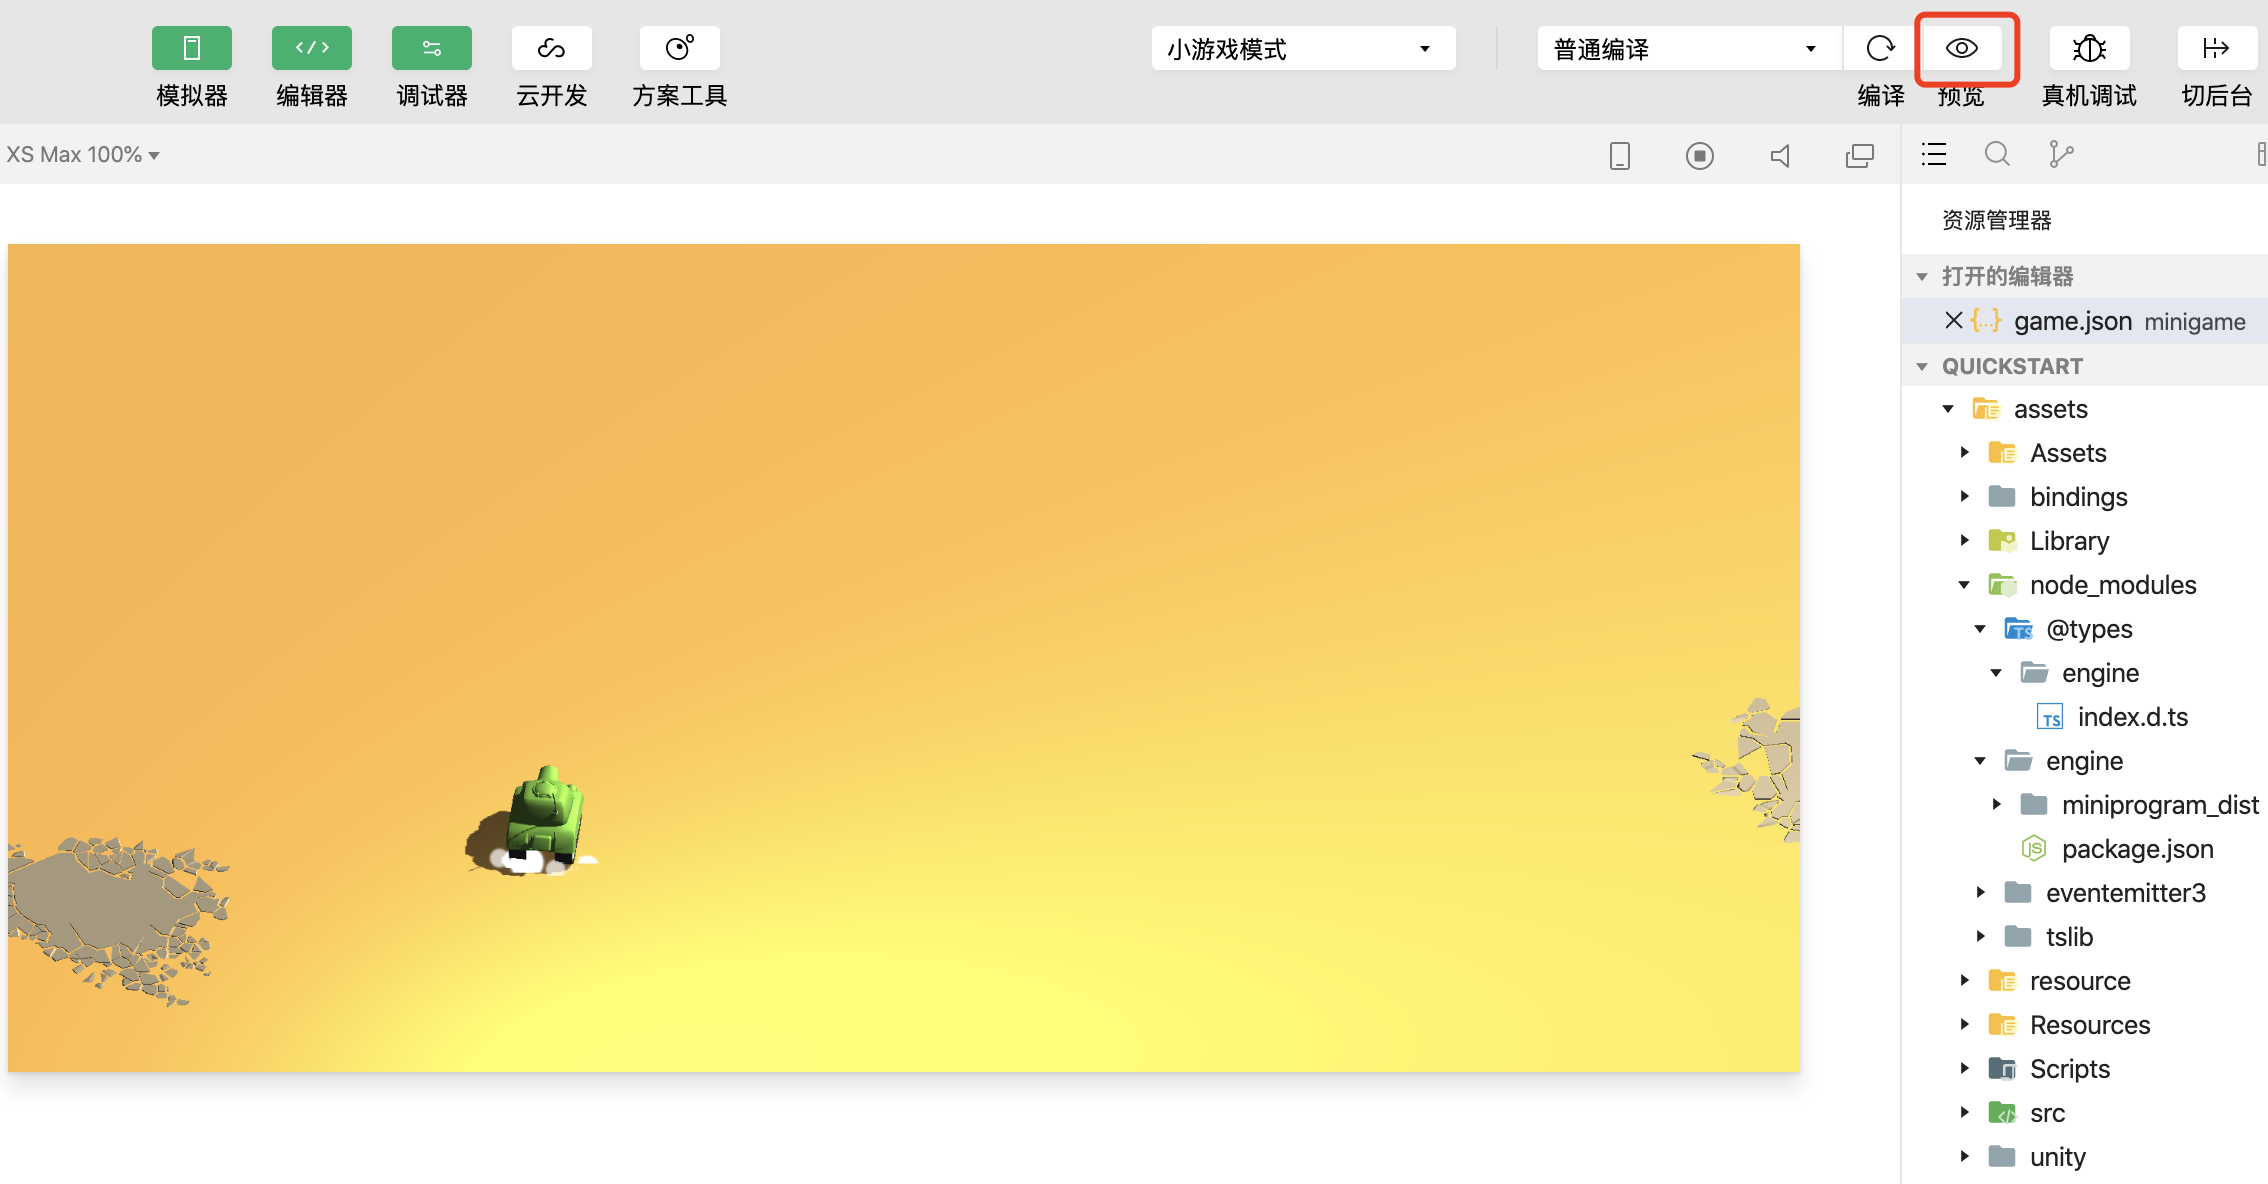 小游戏模式
普通编译
模拟器
编辑器
调试器
云开发
方案工具
编译
预览
真机调试
切后台
XS Max 100%
资源管理器
打开的编辑器
{...} game.json minigame
QUICKSTART
assets
Assets
bindings
Library
node_modules
TS @types
engine
TS index.d.ts
engine
miniprogram_dist
JS package.json
eventemitter3
tslib
resource
Resources
Scripts
src
unity